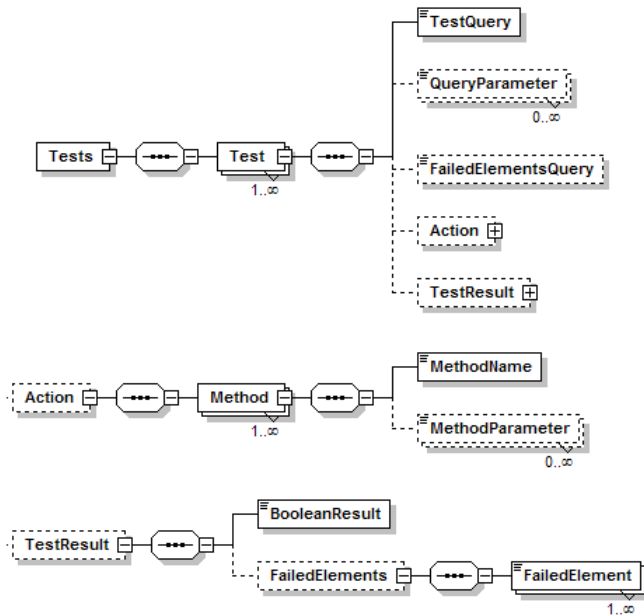 TestQuery
QueryParameter
0..∞
Tests
Test
1..∞
FailedElementsQuery
Action
TestResult
Action
Method
1..∞
MethodName
MethodParameter
0..∞
BooleanResult
TestResult
FailedElements
FailedElement
1..∞